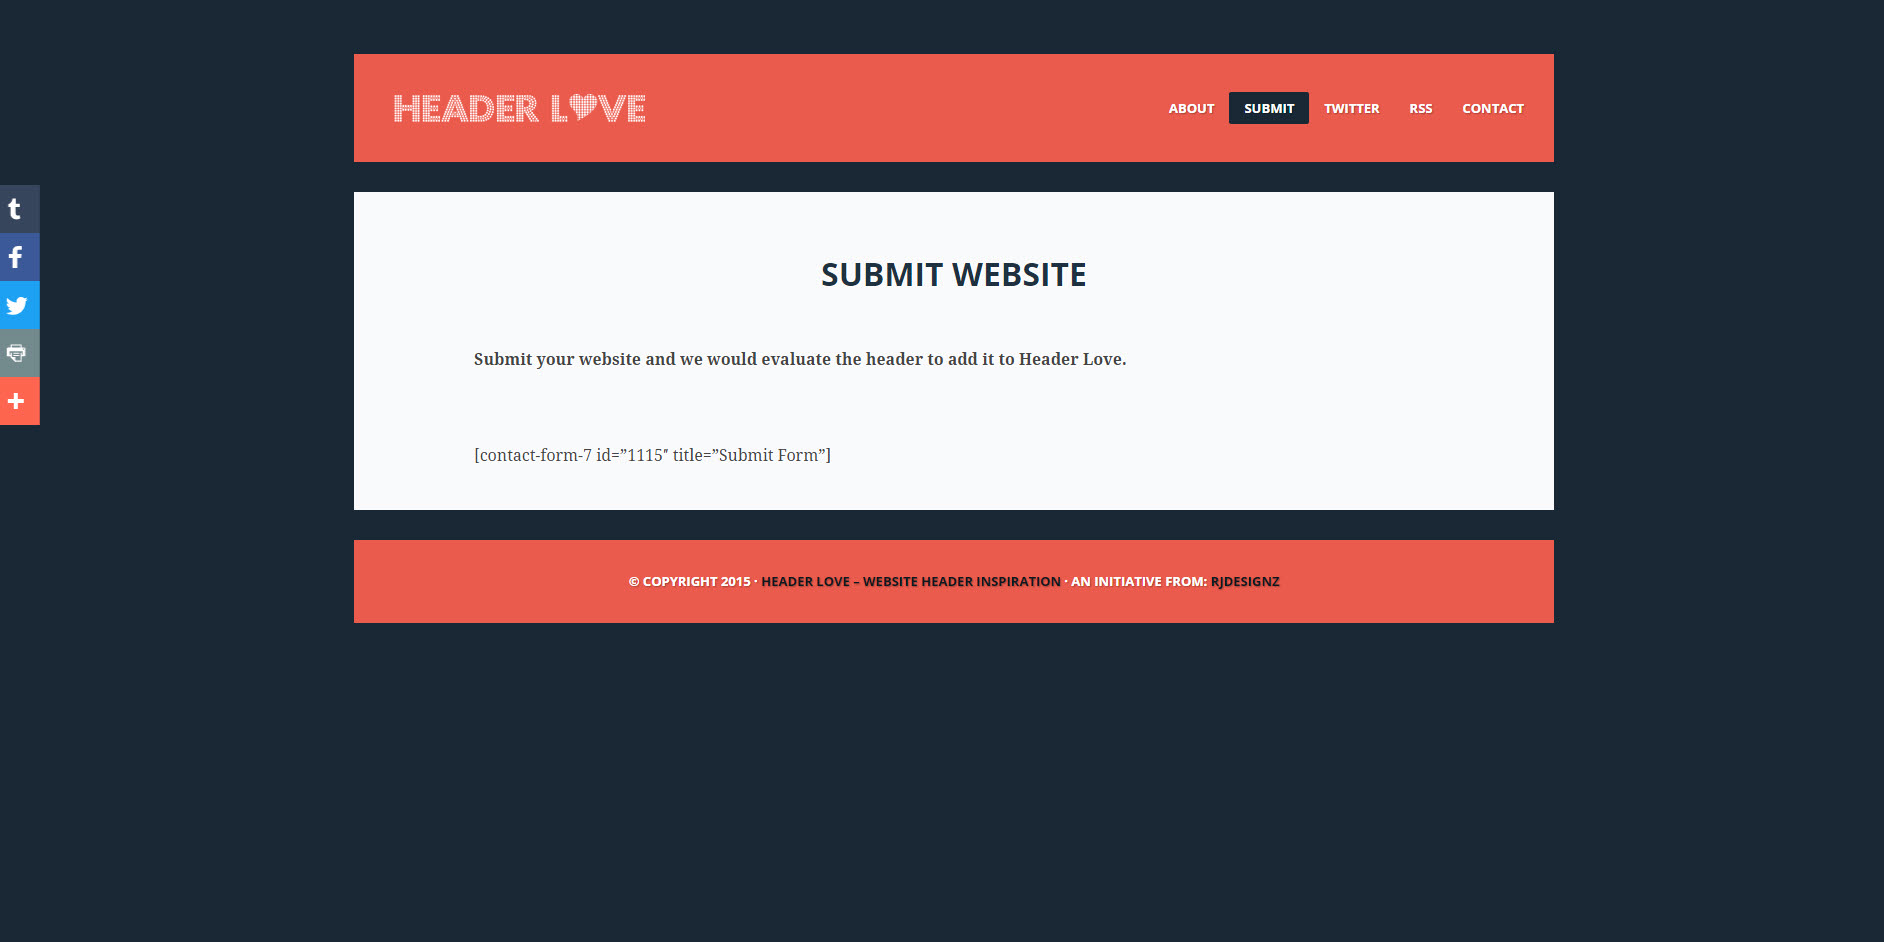 HEADER LOVE
ABOUT SUBMIT TWITTER RSS CONTACT
SUBMIT WEBSITE
Submit your website and we would evaluate the header to add it to Header Love.
[contact-form-7 id=”1115″ title=”Submit Form”]
© COPYRIGHT 2015 · HEADER LOVE – WEBSITE HEADER INSPIRATION · AN INITIATIVE FROM: RJDESIGNZ